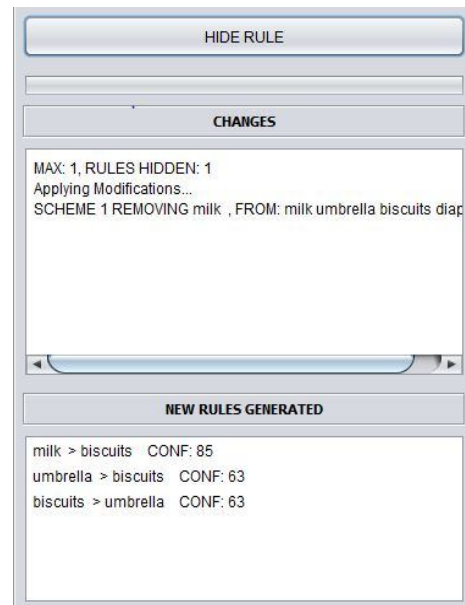 HIDE RULE
CHANGES
MAX: 1, RULES HIDDEN: 1
Applying Modifications...
SCHEME 1 REMOVING milk , FROM: milk umbrella biscuits diap
NEW RULES GENERATED
milk > biscuits CONF: 85
umbrella > biscuits CONF: 63
biscuits > umbrella CONF: 63